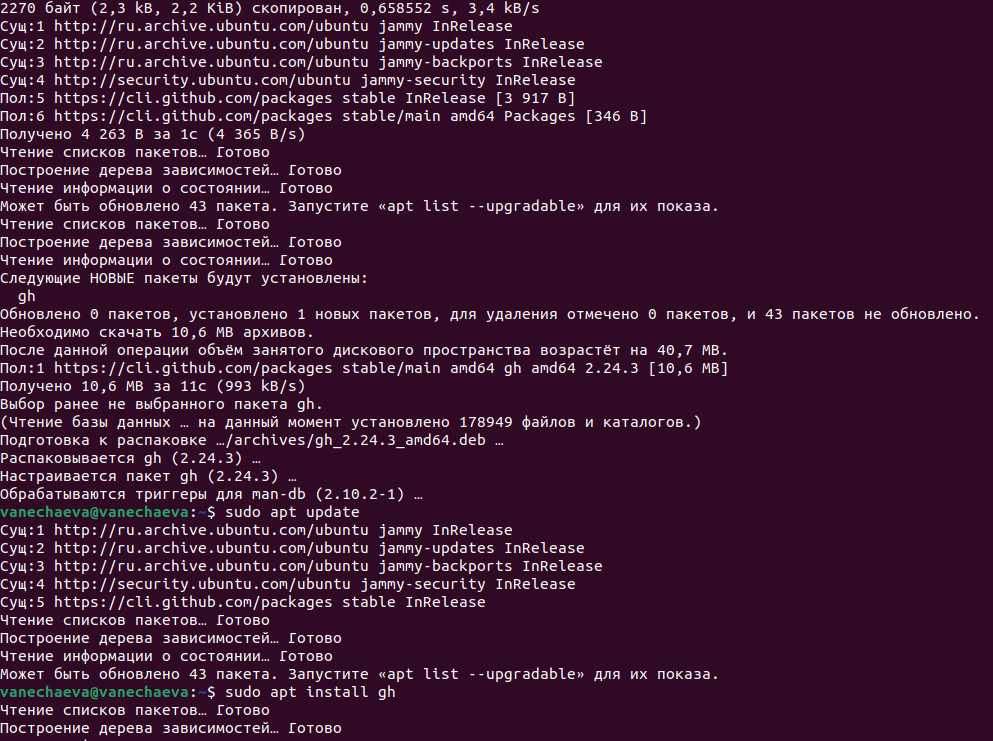 2270 байт (2,3 kB, 2,2 KiB) скопирован, 0,658552 s, 3,4 kB/s
Сущ:1 http://ru.archive.ubuntu.com/ubuntu jammy InRelease
Сущ:2 http://ru.archive.ubuntu.com/ubuntu jammy-updates InRelease
Сущ:3 http://ru.archive.ubuntu.com/ubuntu jammy-backports InRelease
Сущ:4 http://security.ubuntu.com/ubuntu jammy-security InRelease
Пол:5 https://cli.github.com/packages stable InRelease [3 917 B]
Пол:6 https://cli.github.com/packages stable/main amd64 Packages [346 B]
Получено 4 263 B за 1с (4 365 B/s)
Чтение списков пакетов… Готово
Построение дерева зависимостей… Готово
Чтение информации о состоянии… Готово
Может быть обновлено 43 пакета. Запустите «apt list --upgradable» для их показа.
Чтение списков пакетов… Готово
Построение дерева зависимостей… Готово
Чтение информации о состоянии… Готово
Следующие НОВЫЕ пакеты будут установлены:
gh
Обновлено 0 пакетов, установлено 1 новых пакетов, для удаления отмечено 0 пакетов, и 43 пакетов не обновлено.
Необходимо скачать 10,6 MB архивов.
После данной операции объём занятого дискового пространства возрастёт на 40,7 MB.
Пол:1 https://cli.github.com/packages stable/main amd64 gh amd64 2.24.3 [10,6 MB]
Получено 10,6 MB за 11с (993 kB/s)
Выбор ранее не выбранного пакета gh.
(Чтение базы данных … на данный момент установлено 178949 файлов и каталогов.)
Подготовка к распаковке …/archives/gh_2.24.3_amd64.deb …
Распаковывается gh (2.24.3) …
Настраивается пакет gh (2.24.3) …
Обрабатываются триггеры для man-db (2.10.2-1) …
vanechaeva@vanechaeva:~$ sudo apt update
Сущ:1 http://ru.archive.ubuntu.com/ubuntu jammy InRelease
Сущ:2 http://ru.archive.ubuntu.com/ubuntu jammy-updates InRelease
Сущ:3 http://ru.archive.ubuntu.com/ubuntu jammy-backports InRelease
Сущ:4 http://security.ubuntu.com/ubuntu jammy-security InRelease
Сущ:5 https://cli.github.com/packages stable InRelease
Чтение списков пакетов… Готово
Построение дерева зависимостей… Готово
Чтение информации о состоянии… Готово
Может быть обновлено 43 пакета. Запустите «apt list --upgradable» для их показа.
vanechaeva@vanechaeva:~$ sudo apt install gh
Чтение списков пакетов… Готово
Построение дерева зависимостей… Готово